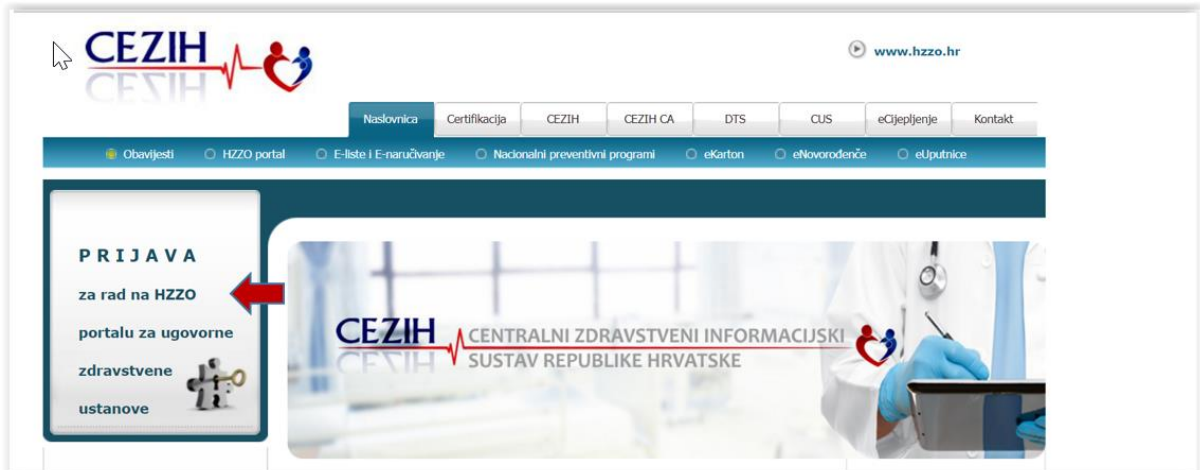 CEZIH
www.hzzo.hr
Naslovnica Certifikacija CEZIH CEZIH CA DTS CUS eCijepljenje Kontakt
Obavijesti HZZO portal E-liste i E-naručivanje Nacionalni preventivni programi eKarton eNovorođenče eUputnice
PRIJAVA
za rad na HZZO
portalu za ugovorne
zdravstvene
ustanove
CEZIH CENTRALNI ZDRAVSTVENI INFORMACIJSKI
SUSTAV REPUBLIKE HRVATSKE